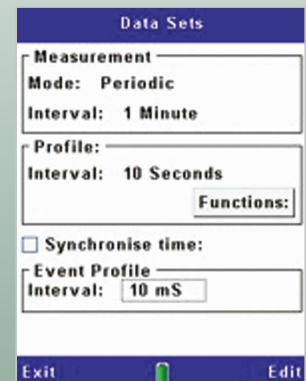 Data Sets
Measurement
Mode: Periodic
Interval: 1 Minute
Profile:
Interval: 10 Seconds
Functions:
Synchronise time:
Event Profile
Interval: 10 mS
Exit Edit